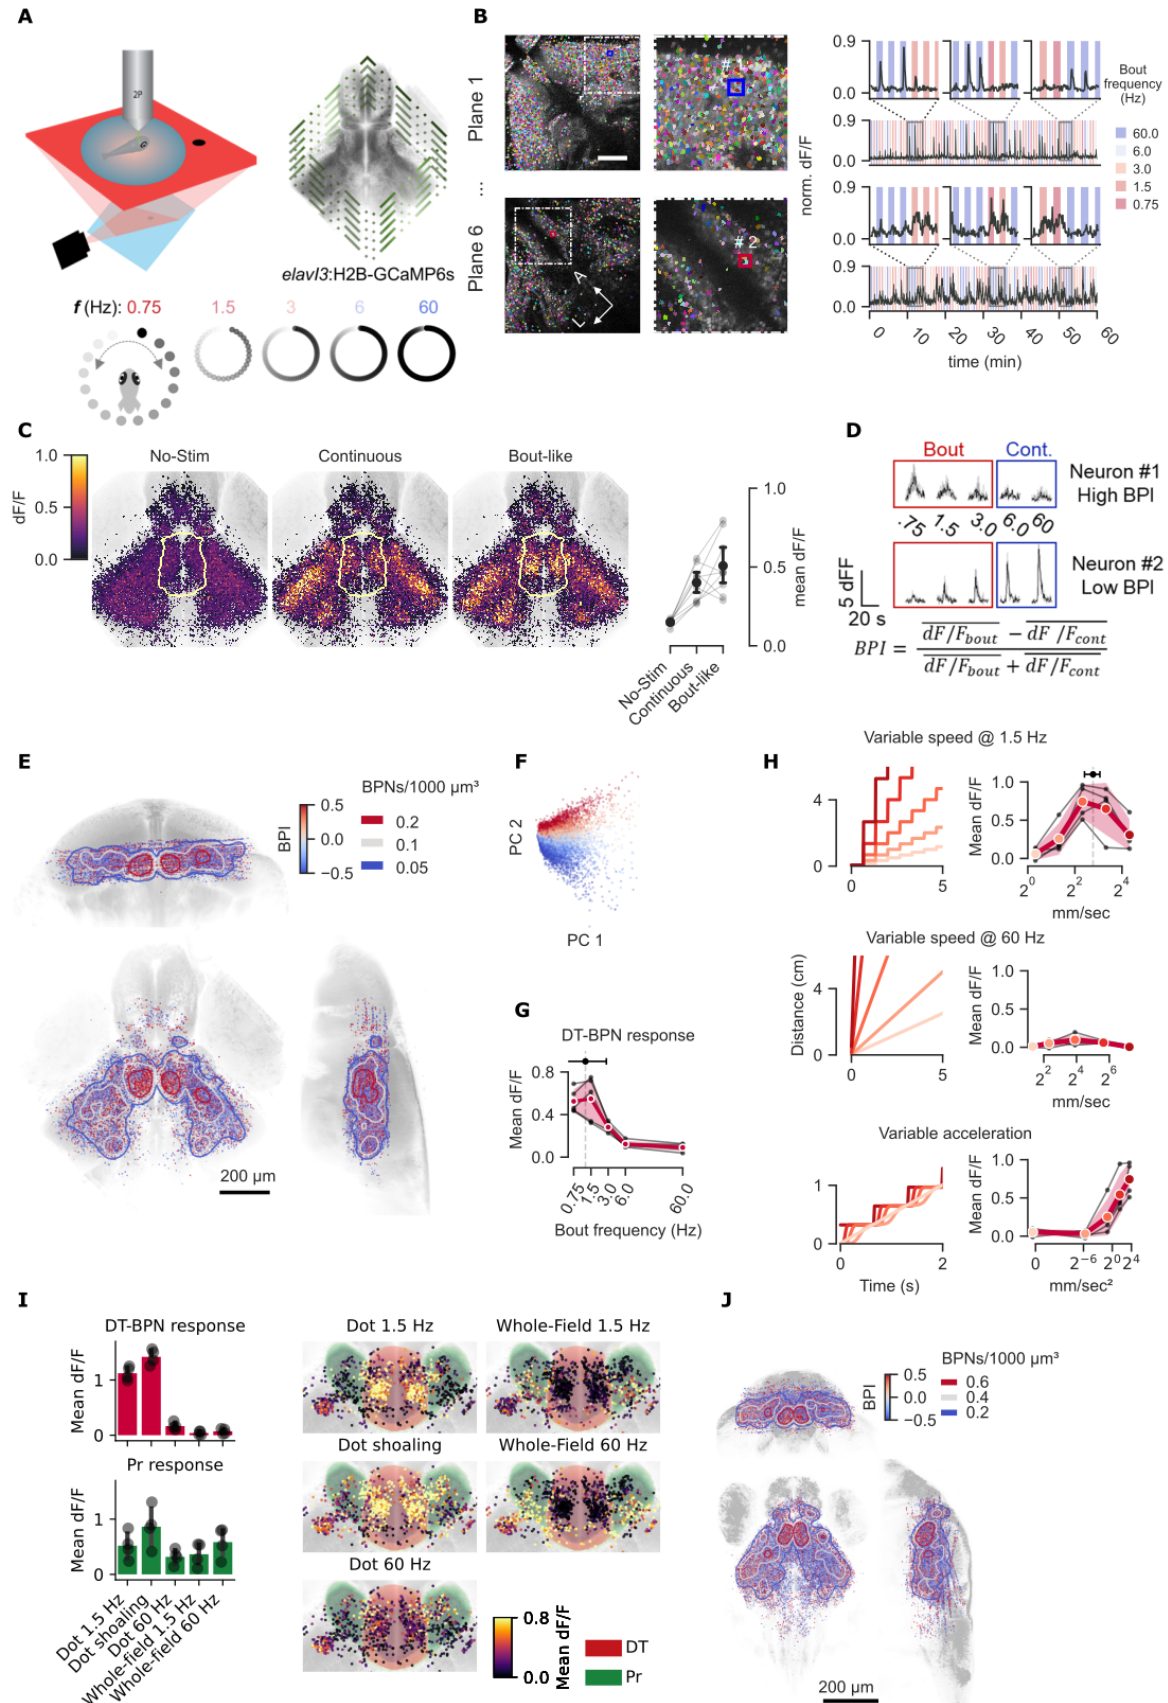 A
2P
elavl3:H2B-GCaMP6s
f (Hz): 0.75 1.5 3 6 60
B
Plane 1
...
Plane 6
# 1
# 2
A
L
norm. dF/F
0.9
0.0
0.9
0.0
0.9
0.0
0.9
0.0
0 10 20 30 40 50 60
time (min)
Bout
frequency
(Hz)
60.0
6.0
3.0
1.5
0.75
C
dF/F
1.0
0.5
0.0
No-Stim
Continuous
Bout-like
1.0
0.5
0.0
mean dF/F
No-Stim
Continuous
Bout-like
D
Bout
Cont.
.75 1.5 3.0 6.0 60
Neuron #1
High BPI
Neuron #2
Low BPI
5 dFF
20 s
BPI = dF/Fbout − dF/Fcont
dF/Fbout + dF/Fcont
E
BPI
0.5
0.0
−0.5
BPNs/1000 µm³
0.2
0.1
0.05
200 µm
F
PC 2
PC 1
G
DT-BPN response
Mean dF/F
0.8
0.4
0.0
0.75 1.5 3.0 6.0 60.0
Bout frequency (Hz)
H
Variable speed @ 1.5 Hz
4
0
0 5
Mean dF/F
1.0
0.5
0.0
2⁰ 2² 2⁴
mm/sec
Variable speed @ 60 Hz
Distance (cm)
4
0
0 5
Mean dF/F
1.0
0.5
0.0
2² 2⁴ 2⁶
mm/sec
Variable acceleration
1
0
0 2
Time (s)
Mean dF/F
1.0
0.5
0.0
0 2⁻⁶ 2⁰ 2⁴
mm/sec²
I
DT-BPN response
Mean dF/F
1
0
Pr response
Mean dF/F
1
0
Dot 1.5 Hz
Dot shoaling
Dot 60 Hz
Whole-field 1.5 Hz
Whole-field 60 Hz
Dot 1.5 Hz
Whole-Field 1.5 Hz
Dot shoaling
Whole-Field 60 Hz
Dot 60 Hz
0.8
0.0
Mean dF/F
DT
Pr
J
BPI
0.5
0.0
−0.5
BPNs/1000 µm³
0.6
0.4
0.2
200 µm